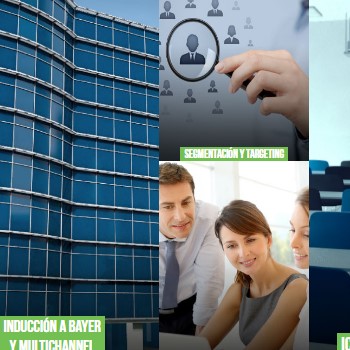 SEGMENTACIÓN Y TARGETING
INDUCCIÓN A BAYER
Y MULTICHANNEL